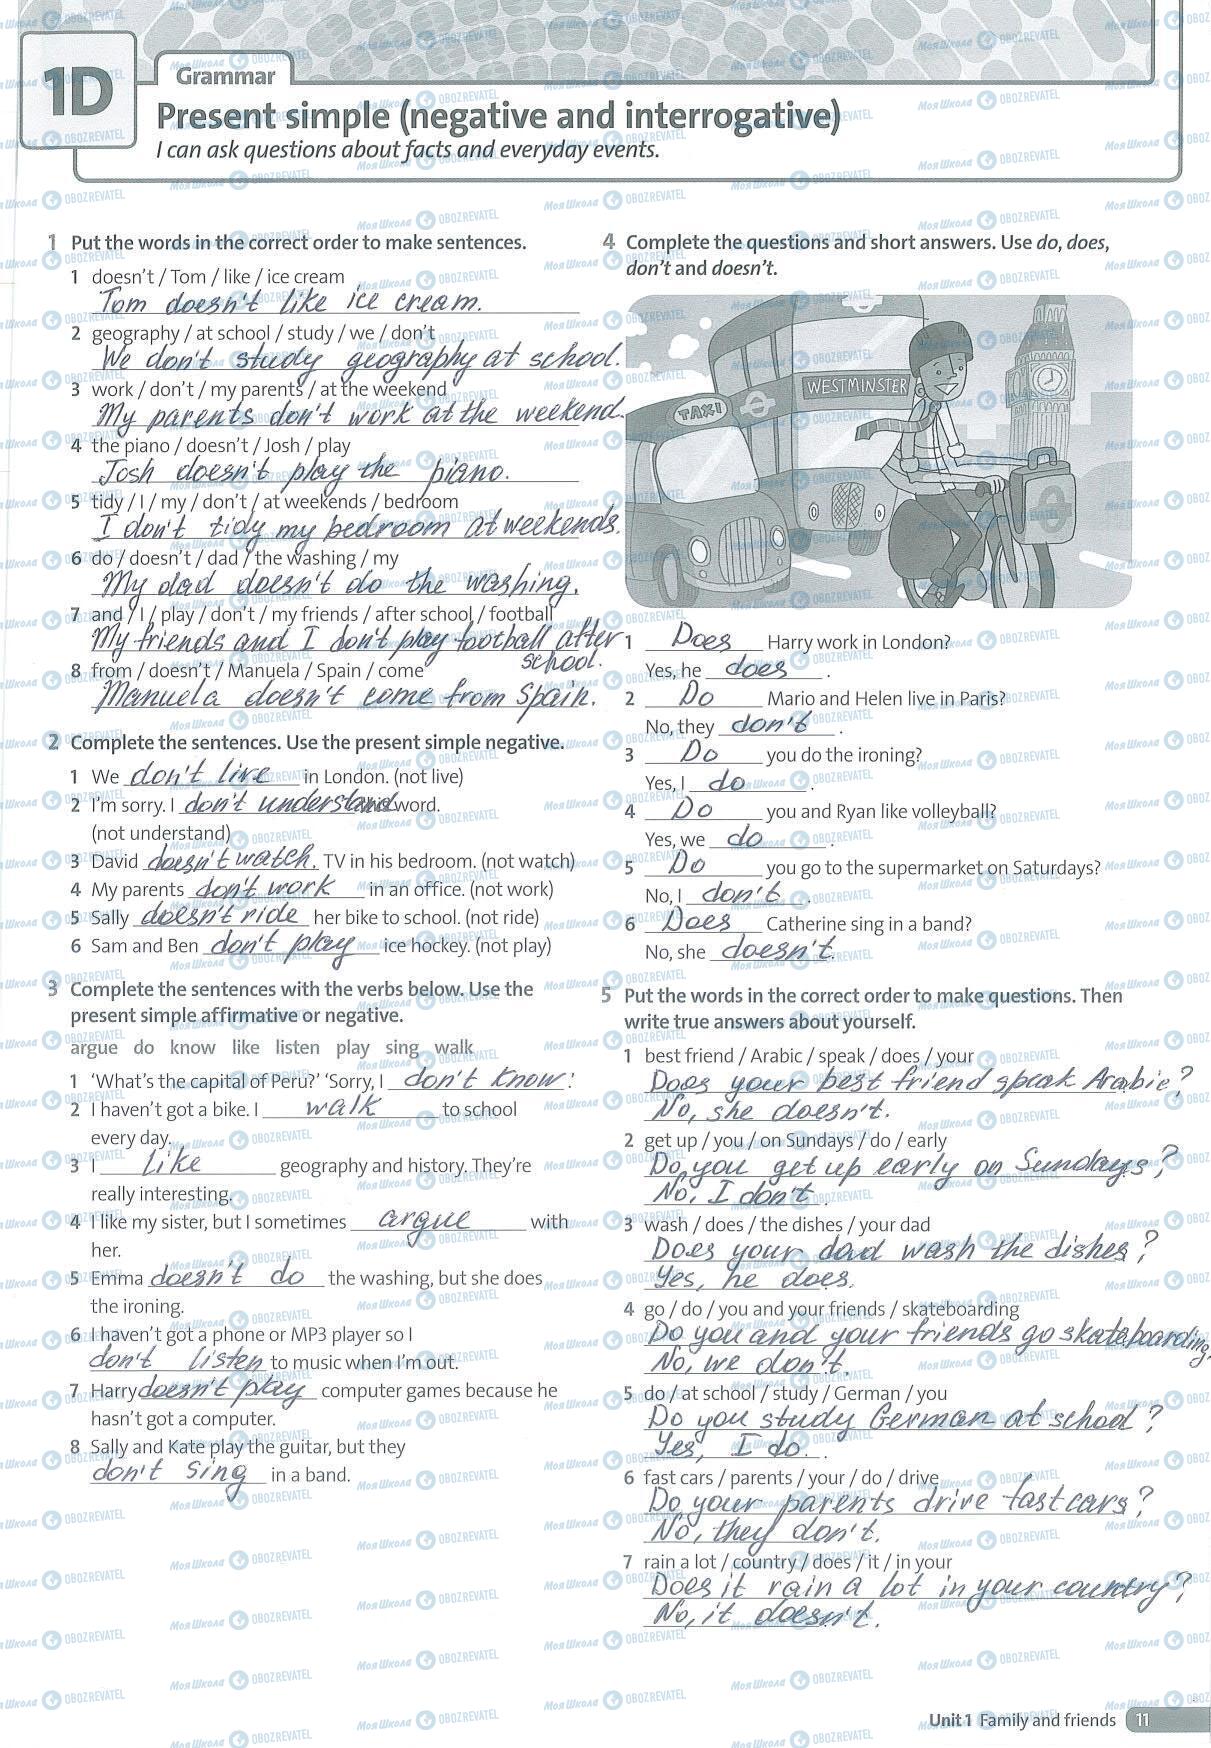 1D
Grammar
Present simple (negative and interrogative)
I can ask questions about facts and everyday events.
1 Put the words in the correct order to make sentences.
1 doesn't / Tom / like / ice cream
Tom doesn't like ice cream.
2 geography / at school / study / we / don't
We don't study geography at school.
3 work / don't / my parents / at the weekend
My parents don't work at the weekend.
4 the piano / doesn't / Josh / play
Josh doesn't play the piano.
5 tidy / I / my / don't / at weekends / bedroom
I don't tidy my bedroom at weekends.
6 do / doesn't / dad / the washing / my
My dad doesn't do the washing.
7 and / I / play / don't / my friends / after school / football
My friends and I don't play football after
school.
8 from / doesn't / Manuela / Spain / come
Manuela doesn't come from Spain.
2 Complete the sentences. Use the present simple negative.
1 We don't live in London. (not live)
2 I'm sorry. I don't understand word.
(not understand)
3 David doesn't watch. TV in his bedroom. (not watch)
4 My parents don't work in an office. (not work)
5 Sally doesn't ride her bike to school. (not ride)
6 Sam and Ben don't play ice hockey. (not play)
3 Complete the sentences with the verbs below. Use the
present simple affirmative or negative.
argue do know like listen play sing walk
1 'What's the capital of Peru?' 'Sorry, I don't know.'
2 I haven't got a bike. I walk to school
every day.
3 I like geography and history. They're
really interesting.
4 I like my sister, but I sometimes argue with
her.
5 Emma doesn't do the washing, but she does
the ironing.
6 I haven't got a phone or MP3 player so I
don't listen to music when I'm out.
7 Harry doesn't play computer games because he
hasn't got a computer.
8 Sally and Kate play the guitar, but they
don't sing in a band.
4 Complete the questions and short answers. Use do, does,
don't and doesn't.
TAXI
WESTMINSTER
1 Does Harry work in London?
Yes, he does.
2 Do Mario and Helen live in Paris?
No, they don't.
3 Do you do the ironing?
Yes, I do.
4 Do you and Ryan like volleyball?
Yes, we do.
5 Do you go to the supermarket on Saturdays?
No, I don't.
6 Does Catherine sing in a band?
No, she doesn't.
5 Put the words in the correct order to make questions. Then
write true answers about yourself.
1 best friend / Arabic / speak / does / your
Does your best friend speak Arabic?
No, she doesn't.
2 get up / you / on Sundays / do / early
Do you get up early on Sundays?
No, I don't.
3 wash / does / the dishes / your dad
Does your dad wash the dishes?
Yes, he does.
4 go / do / you and your friends / skateboarding
Do you and your friends go skateboarding?
No, we don't.
5 do / at school / study / German / you
Do you study German at school?
Yes, I do.
6 fast cars / parents / your / do / drive
Do your parents drive fast cars?
No, they don't.
7 rain a lot / country / does / it / in your
Does it rain a lot in your country?
No, it doesn't.
Unit 1 Family and friends 11
Моя Школа OBOZREVATEL